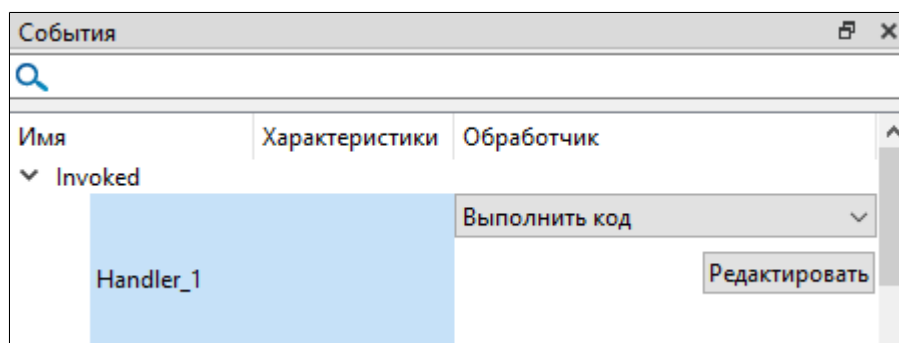 События
Имя Характеристики Обработчик
Invoked
Выполнить код
Handler_1 Редактировать